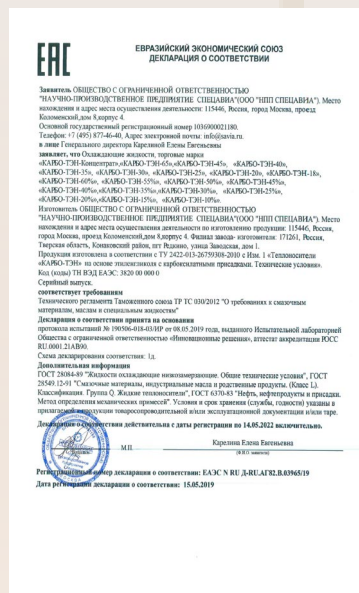 ЕАС
ЕВРАЗИЙСКИЙ ЭКОНОМИЧЕСКИЙ СОЮЗ
ДЕКЛАРАЦИЯ О СООТВЕТСТВИИ
Заявитель ОБЩЕСТВО С ОГРАНИЧЕННОЙ ОТВЕТСТВЕННОСТЬЮ
"НАУЧНО-ПРОИЗВОДСТВЕННОЕ ПРЕДПРИЯТИЕ СПЕЦАВИА"(ООО "НПП СПЕЦАВИА"). Место
нахождения и адрес места осуществления деятельности: 115446, Россия, город Москва, проезд
Коломенский,дом 8,корпус 4.
Основной государственный регистрационный номер 1036900021180.
Телефон: +7 (495) 877-46-40, Адрес электронной почты: info@savia.ru.
в лице Генерального директора Карелиной Елены Евгеньевны
заявляет, что Охлаждающие жидкости, торговые марки
«КАРБО-ТЭН-Концентрат»,«КАРБО-ТЭН-65»,«КАРБО-ТЭН-45», «КАРБО-ТЭН-40»,
«КАРБО-ТЭН-35», «КАРБО-ТЭН-30», «КАРБО-ТЭН-25», «КАРБО-ТЭН-20», «КАРБО-ТЭН-18»,
«КАРБО-ТЭН-60%», «КАРБО-ТЭН-55%», «КАРБО-ТЭН-50%», «КАРБО-ТЭН-45%»,
«КАРБО-ТЭН-40%»,«КАРБО-ТЭН-35%», «КАРБО-ТЭН-30%», «КАРБО-ТЭН-25%»,
«КАРБО-ТЭН-20%»,«КАРБО-ТЭН-15%», «КАРБО-ТЭН-10%».
Изготовитель ОБЩЕСТВО С ОГРАНИЧЕННОЙ ОТВЕТСТВЕННОСТЬЮ
"НАУЧНО-ПРОИЗВОДСТВЕННОЕ ПРЕДПРИЯТИЕ СПЕЦАВИА"(ООО "НПП СПЕЦАВИА"). Место
нахождения и адрес места осуществления деятельности по изготовлению продукции: 115446, Россия,
город Москва, проезд Коломенский,дом 8,корпус 4. Филиал завода- изготовителя: 171261, Россия,
Тверская область, Конаковский район, пгт Редкино, улица Заводская, дом 1.
Продукция изготовлена в соответствии с ТУ 2422-013-26759308-2010 с Изм. 1 «Теплоносители
«КАРБО-ТЭН» на основе этиленгликоля с карбоксилатными присадками. Технические условия».
Код (коды) ТН ВЭД ЕАЭС: 3820 00 000 0
Серийный выпуск.
соответствует требованиям
Технического регламента Таможенного союза ТР ТС 030/2012 "О требованиях к смазочным
материалам, маслам и специальным жидкостям"
Декларация о соответствии принята на основании
протокола испытаний № 190506-018-03/ИР от 08.05.2019 года, выданного Испытательной лабораторией
Общества с ограниченной ответственностью «Инновационные решения», аттестат аккредитации РОСС
RU.0001.21АВ90.
Схема декларирования соответствия: 1д.
Дополнительная информация
ГОСТ 28084-89 "Жидкости охлаждающие низкозамерзающие. Общие технические условия", ГОСТ
28549.12-91 "Смазочные материалы, индустриальные масла и родственные продукты. (Класс L).
Классификация. Группа Q. Жидкие теплоносители", ГОСТ 6370-83 "Нефть, нефтепродукты и присадки.
Метод определения механических примесей". Условия и срок хранения (службы, годности) указаны в
прилагаемой к продукции товаросопроводительной и/или эксплуатационной документации и/или таре.
Декларация о соответствии действительна с даты регистрации по 14.05.2022 включительно.
Карелина Елена Евгеньевна
М.П.
(Ф.И.О. заявителя)
Регистрационный номер декларации о соответствии: ЕАЭС N RU Д-RU.АГ82.В.03965/19
Дата регистрации декларации о соответствии: 15.05.2019